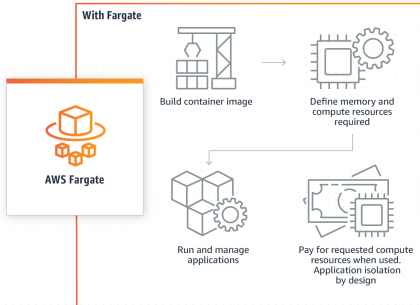 With Fargate
Build container image
Define memory and
compute resources
required
AWS Fargate
Run and manage
applications
Pay for requested compute
resources when used.
Application isolation
by design